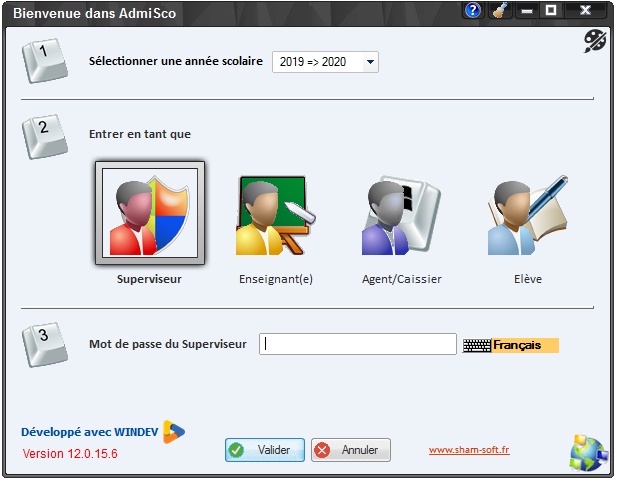 Bienvenue dans AdmiSco
1
Sélectionner une année scolaire 2019 => 2020
2
Entrer en tant que
Superviseur Enseignant(e) Agent/Caissier Elève
3
Mot de passe du Superviseur Français
Développé avec WINDEV
Version 12.0.15.6
Valider Annuler www.sham-soft.fr